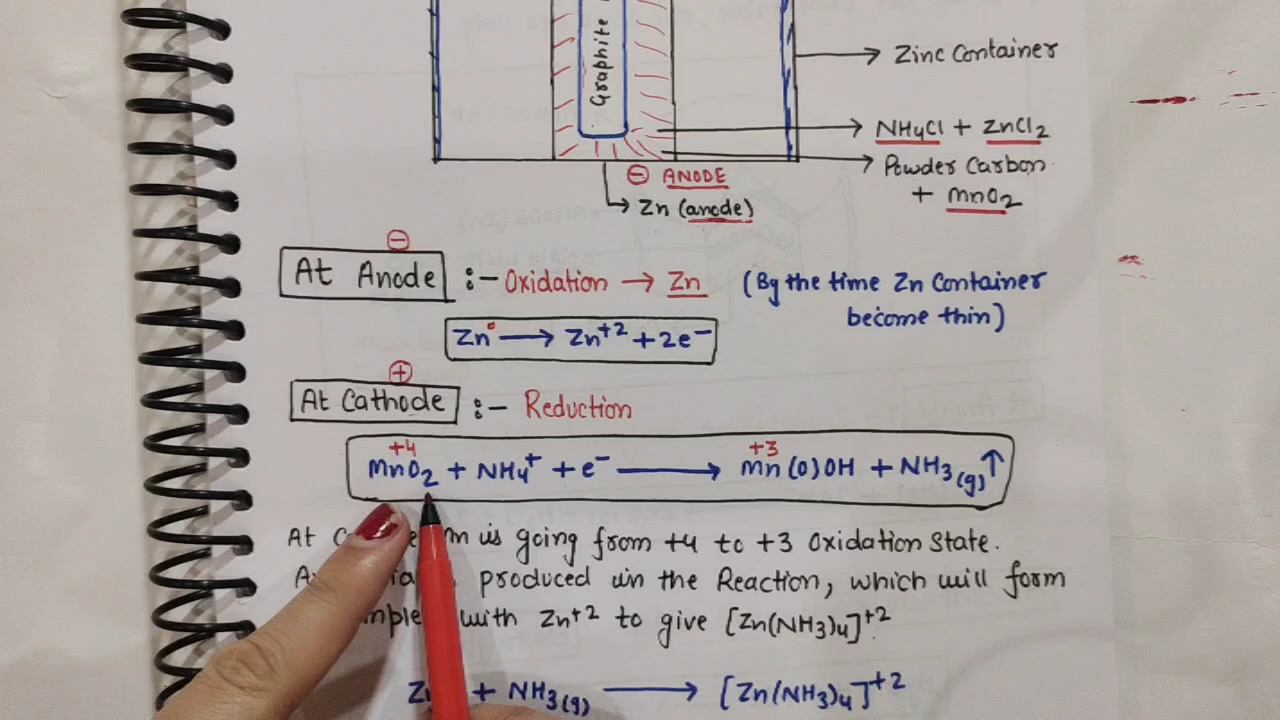 Graphite
Zinc Container
NH4Cl + ZnCl2
Powder Carbon
+ MnO2
⊖ ANODE
Zn (anode)
⊖
At Anode :- Oxidation → Zn (By the time Zn Container
become thin)
Zn° → Zn+2 + 2e-
⊕
At Cathode :- Reduction
+4 +3
MnO2 + NH4+ + e- → Mn(O)OH + NH3(g)↑
At is going from +4 to +3 Oxidation State.
produced in the Reaction, which will form
with Zn+2 to give [Zn(NH3)4]+2
+ NH3(g) → [Zn(NH3)4]+2